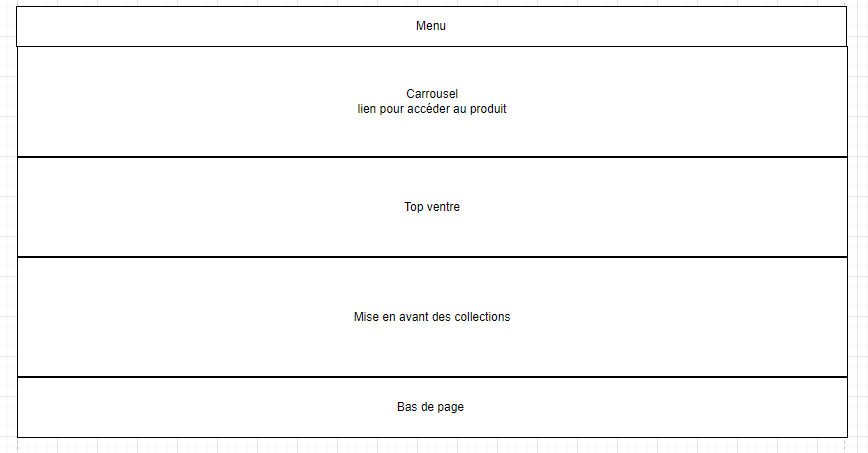 Menu
Carrousel
lien pour accéder au produit
Top ventre
Mise en avant des collections
Bas de page